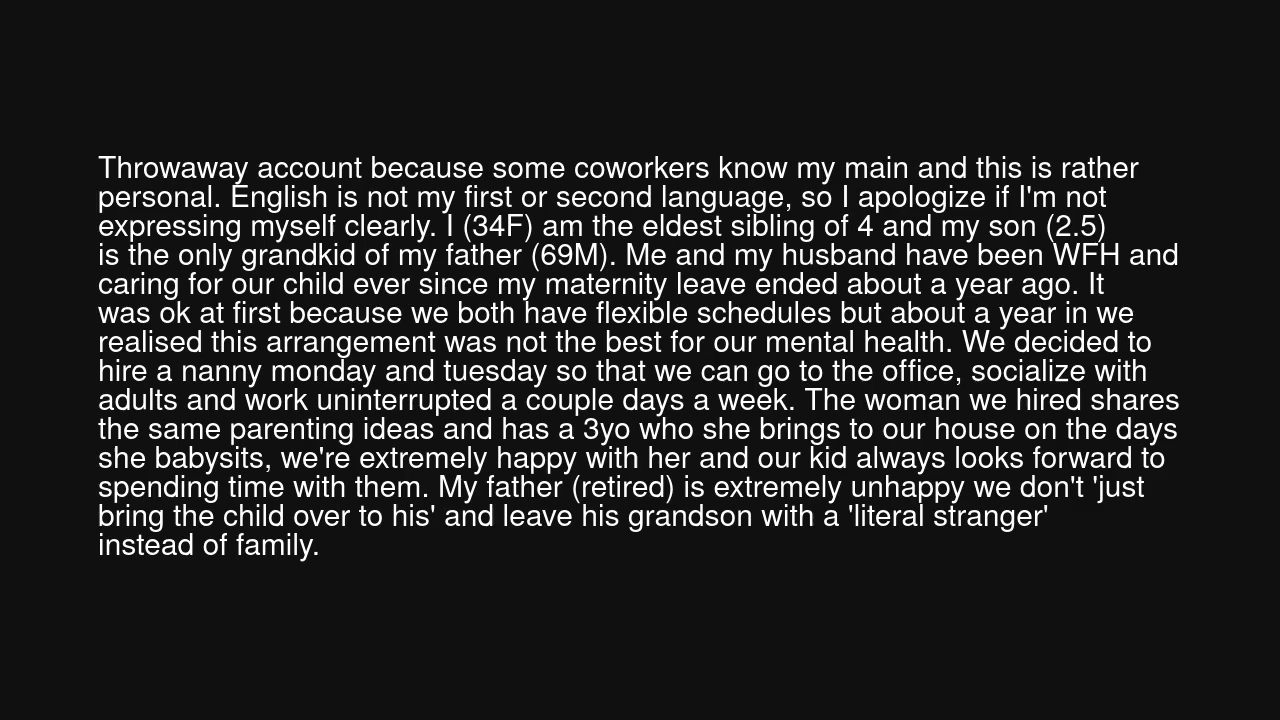 Throwaway account because some coworkers know my main and this is rather
personal. English is not my first or second language, so I apologize if I'm not
expressing myself clearly. I (34F) am the eldest sibling of 4 and my son (2.5)
is the only grandkid of my father (69M). Me and my husband have been WFH and
caring for our child ever since my maternity leave ended about a year ago. It
was ok at first because we both have flexible schedules but about a year in we
realised this arrangement was not the best for our mental health. We decided to
hire a nanny monday and tuesday so that we can go to the office, socialize with
adults and work uninterrupted a couple days a week. The woman we hired shares
the same parenting ideas and has a 3yo who she brings to our house on the days
she babysits, we're extremely happy with her and our kid always looks forward to
spending time with them. My father (retired) is extremely unhappy we don't 'just
bring the child over to his' and leave his grandson with a 'literal stranger'
instead of family.